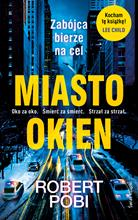 Zabójca
bierze na cel
Kocham
tę książkę!
LEE CHILD
MIASTO
Oko za oko. Śmierć za śmierć. Strzał za strzał.
OKIEN
ROBERT
POBI